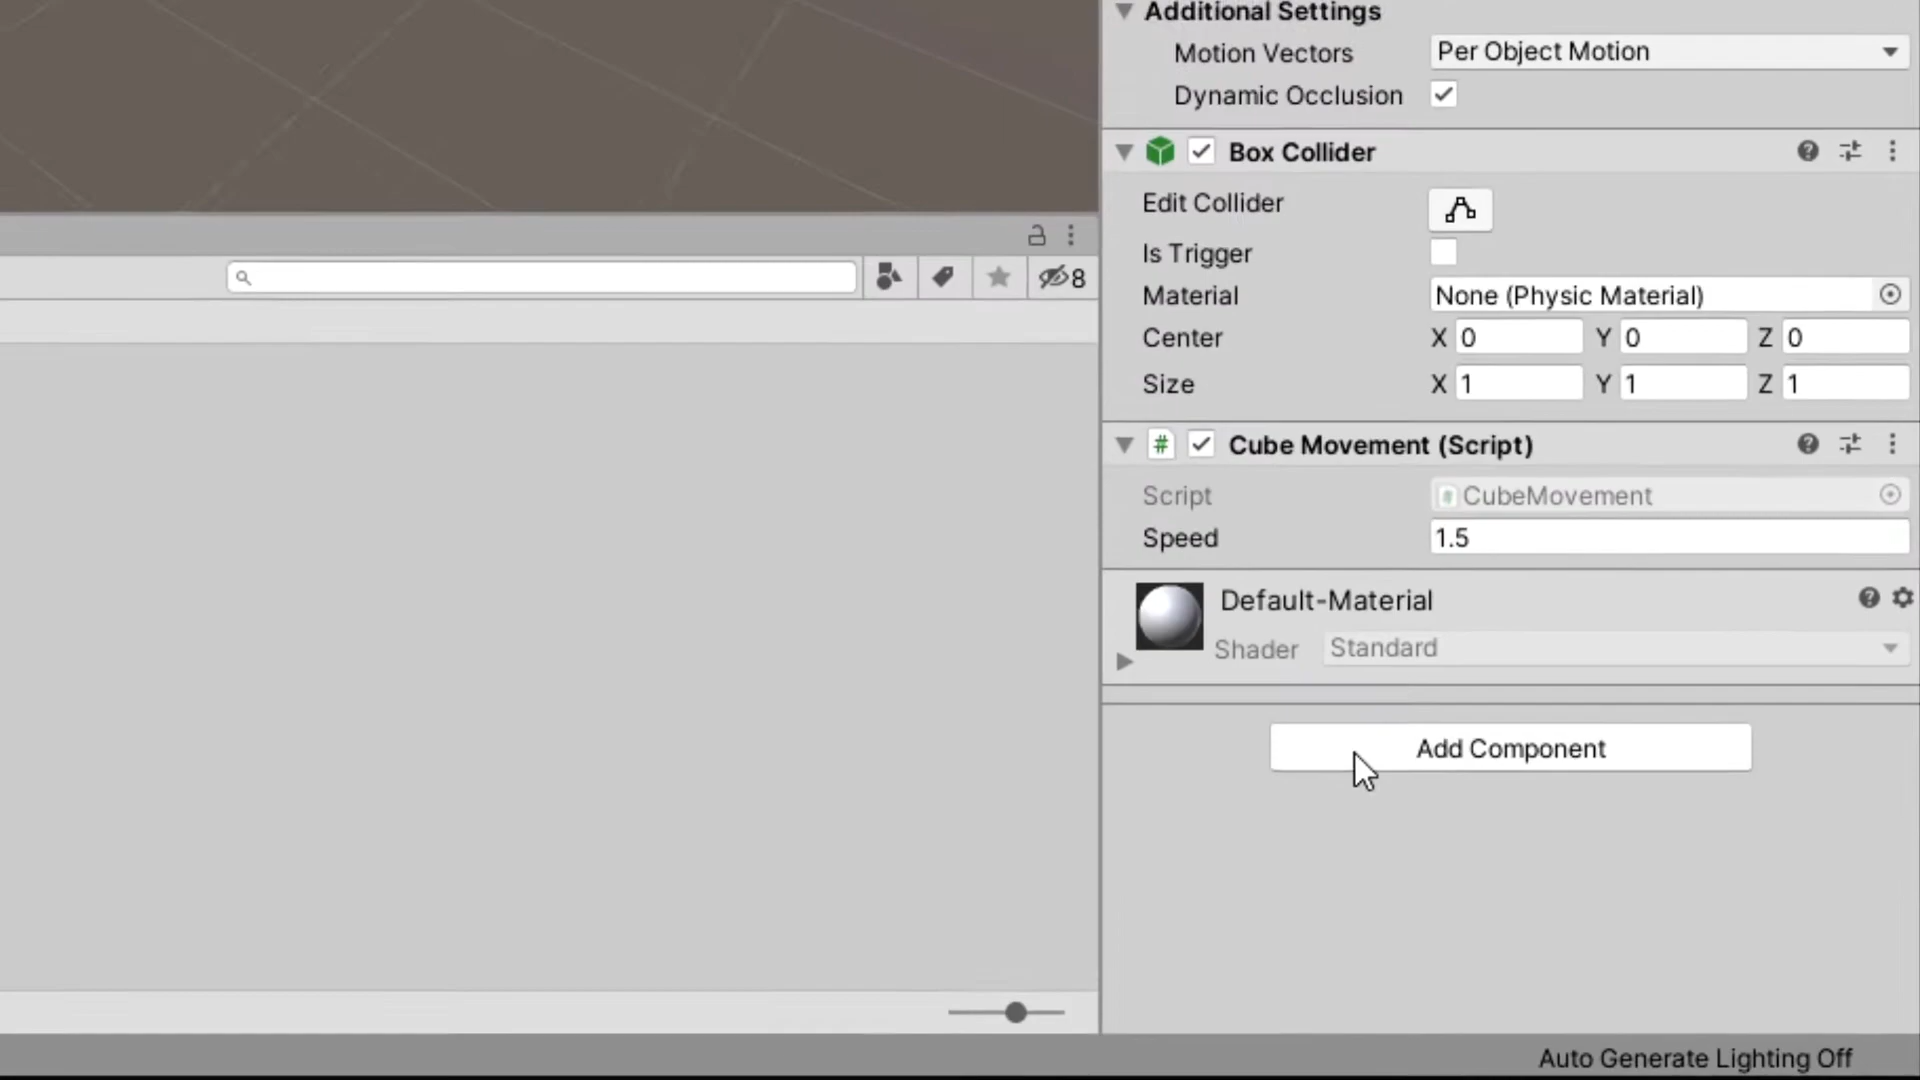 Additional Settings
Motion Vectors Per Object Motion
Dynamic Occlusion
Box Collider
Edit Collider
Is Trigger
8
Material None (Physic Material)
Center X 0 Y 0 Z 0
Size X 1 Y 1 Z 1
# Cube Movement (Script)
Script # CubeMovement
Speed 1.5
Default-Material
Shader Standard
Add Component
Auto Generate Lighting Off